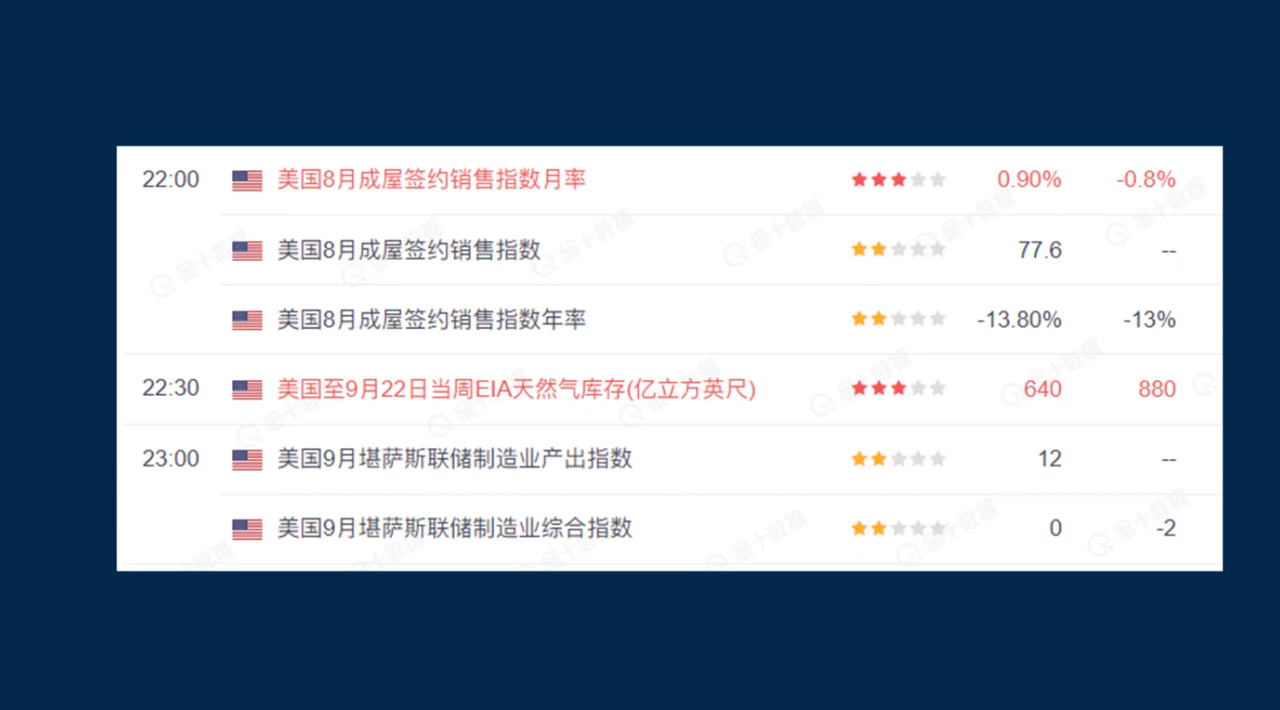 22:00 美国8月成屋签约销售指数月率 0.90% -0.8%
美国8月成屋签约销售指数 77.6 --
美国8月成屋签约销售指数年率 -13.80% -13%
22:30 美国至9月22日当周EIA天然气库存(亿立方英尺) 640 880
23:00 美国9月堪萨斯联储制造业产出指数 12 --
美国9月堪萨斯联储制造业综合指数 0 -2
金十数据